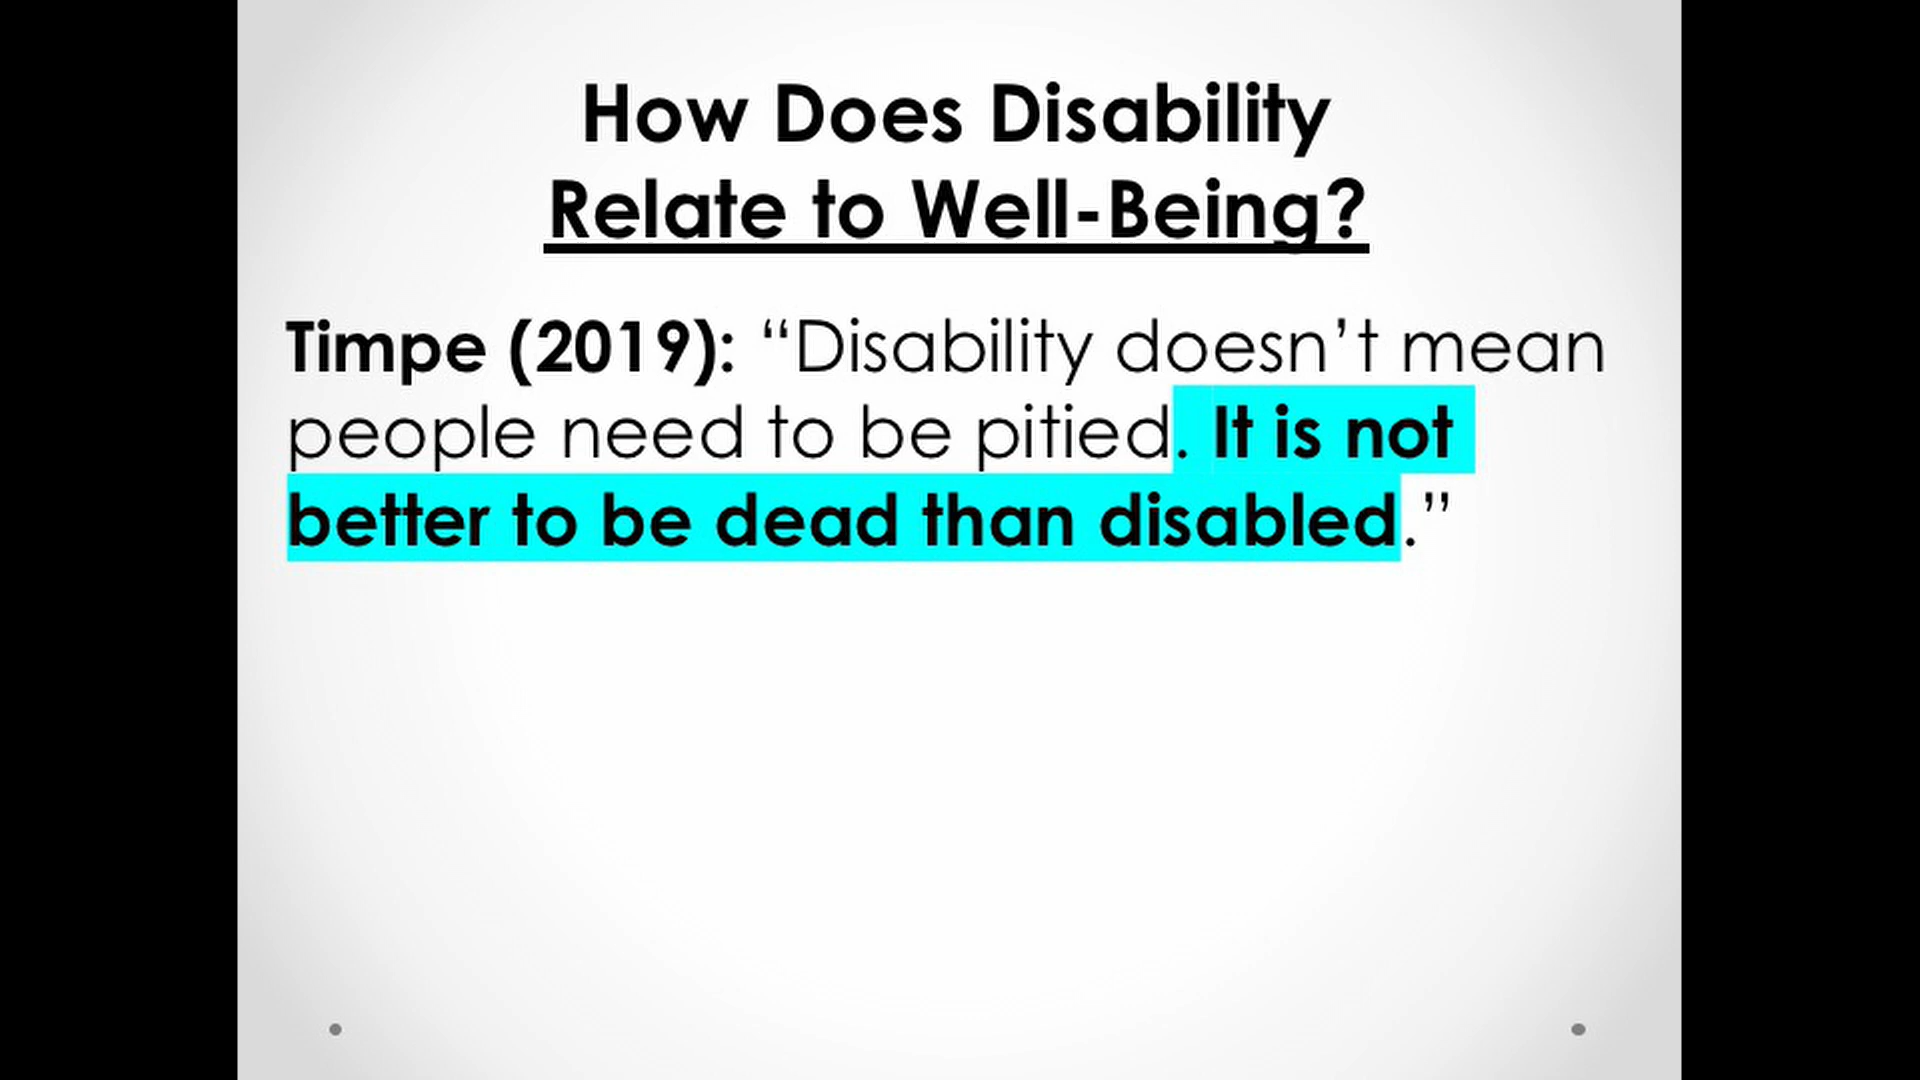 How Does Disability
Relate to Well-Being?
Timpe (2019): “Disability doesn’t mean
people need to be pitied. It is not
better to be dead than disabled.”